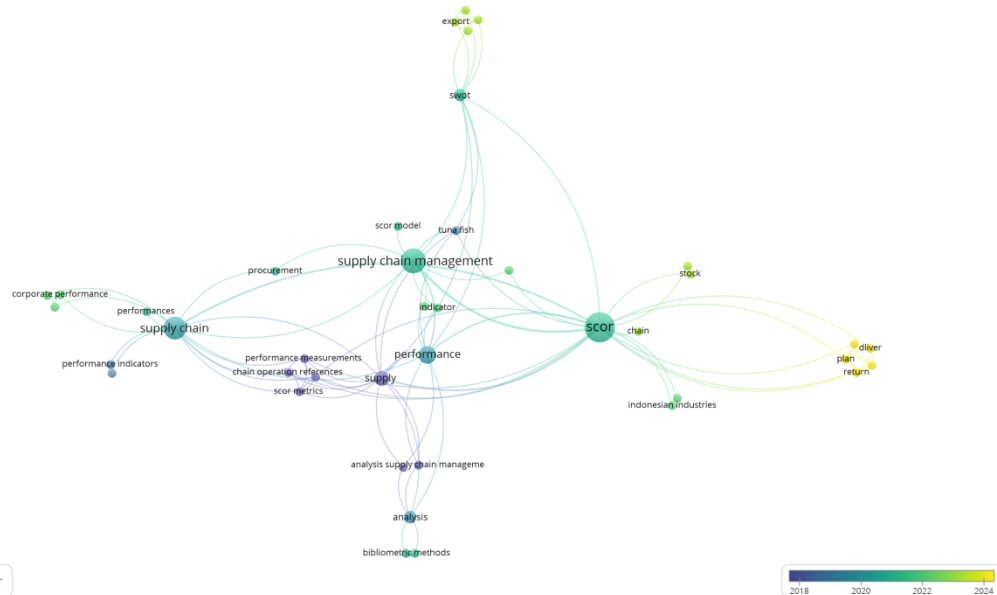 export
swot
scor model
tuna fish
supply chain management
procurement
stock
corporate performance
indicator
performances
supply chain
scor
chain
dliver
performance
plan
performance measurements
performance indicators
chain operation references
return
supply
scor metrics
indonesian industries
analysis supply chain manageme
analysis
bibliometric methods
2018 2020 2022 2024